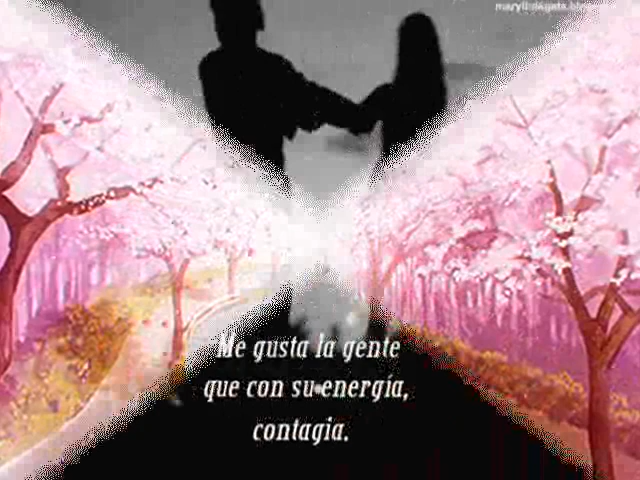 Me gusta la gente
que con su energía,
contagia.